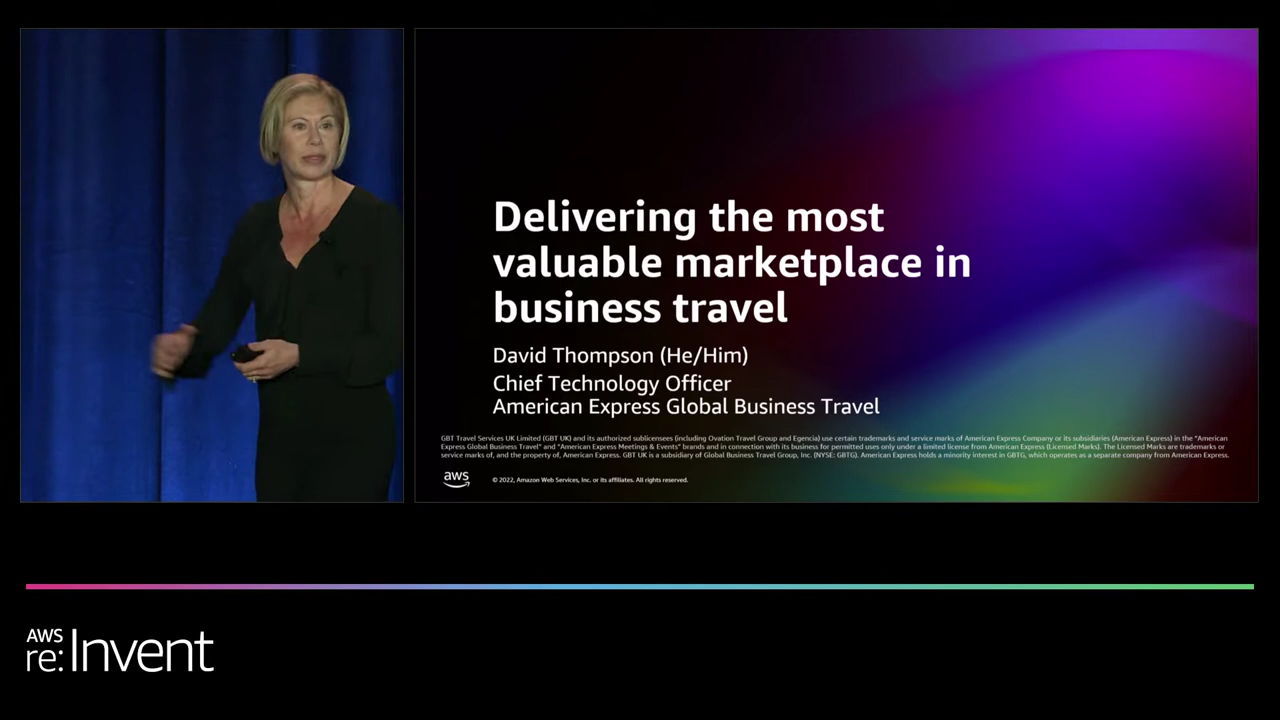 Delivering the most
valuable marketplace in
business travel
David Thompson (He/Him)
Chief Technology Officer
American Express Global Business Travel
GBT Travel Services UK Limited (GBT UK) and its authorized sublicensees (including Ovation Travel Group and Egencia) use certain trademarks and service marks of American Express Company or its subsidiaries (American Express) in the "American
Express Global Business Travel" and "American Express Meetings & Events" brands and in connection with its business for permitted uses only under a limited license from American Express (Licensed Marks). The Licensed Marks are trademarks or
service marks of, and the property of, American Express. GBT UK is a subsidiary of Global Business Travel Group, Inc. (NYSE: GBTG). American Express holds a minority interest in GBTG, which operates as a separate company from American Express.
aws
© 2022, Amazon Web Services, Inc. or its affiliates. All rights reserved.
AWS
re:Invent